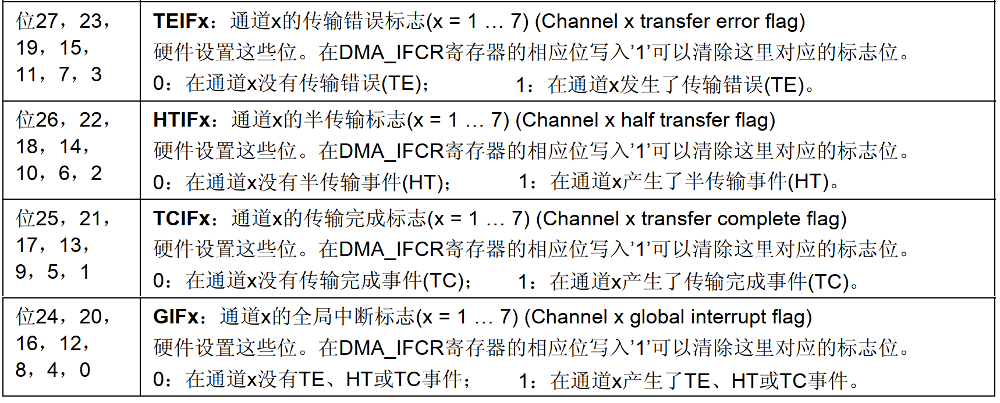 位27，23，
19，15，
11，7，3
TEIFx：通道x的传输错误标志(x = 1 … 7) (Channel x transfer error flag)
硬件设置这些位。在DMA_IFCR寄存器的相应位写入’1’可以清除这里对应的标志位。
0：在通道x没有传输错误(TE)； 1：在通道x发生了传输错误(TE)。
位26，22，
18，14，
10，6，2
HTIFx：通道x的半传输标志(x = 1 … 7) (Channel x half transfer flag)
硬件设置这些位。在DMA_IFCR寄存器的相应位写入’1’可以清除这里对应的标志位。
0：在通道x没有半传输事件(HT)； 1：在通道x产生了半传输事件(HT)。
位25，21，
17，13，
9，5，1
TCIFx：通道x的传输完成标志(x = 1 … 7) (Channel x transfer complete flag)
硬件设置这些位。在DMA_IFCR寄存器的相应位写入’1’可以清除这里对应的标志位。
0：在通道x没有传输完成事件(TC)； 1：在通道x产生了传输完成事件(TC)。
位24，20，
16，12，
8，4，0
GIFx：通道x的全局中断标志(x = 1 … 7) (Channel x global interrupt flag)
硬件设置这些位。在DMA_IFCR寄存器的相应位写入’1’可以清除这里对应的标志位。
0：在通道x没有TE、HT或TC事件； 1：在通道x产生了TE、HT或TC事件。